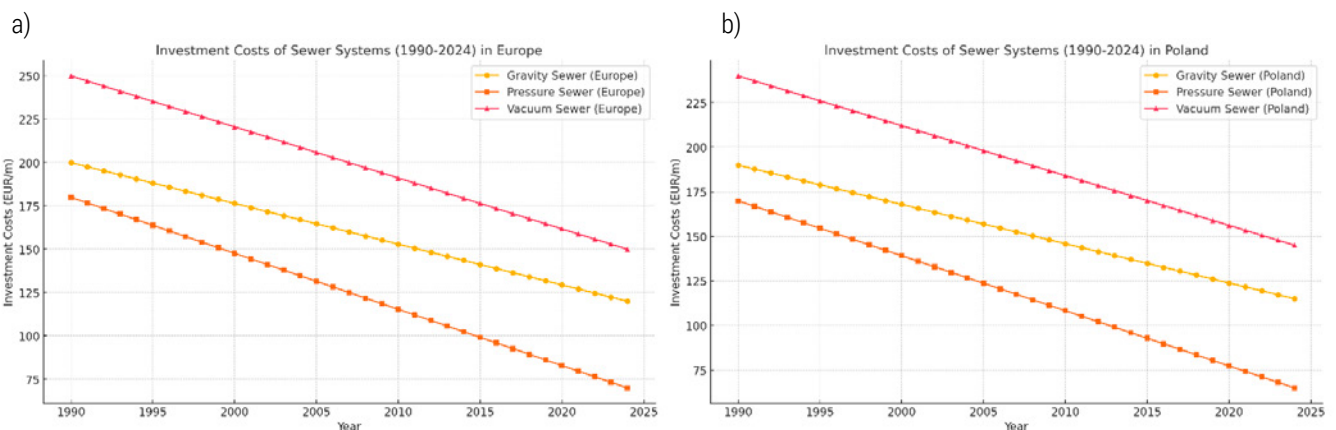 a)
Investment Costs of Sewer Systems (1990-2024) in Europe
Gravity Sewer (Europe)
Pressure Sewer (Europe)
Vacuum Sewer (Europe)
Investment Costs (EUR/m)
250
225
200
175
150
125
100
75
1990 1995 2000 2005 2010 2015 2020 2025
Year
b)
Investment Costs of Sewer Systems (1990-2024) in Poland
Gravity Sewer (Poland)
Pressure Sewer (Poland)
Vacuum Sewer (Poland)
Investment Costs (EUR/m)
225
200
175
150
125
100
75
1990 1995 2000 2005 2010 2015 2020 2025
Year